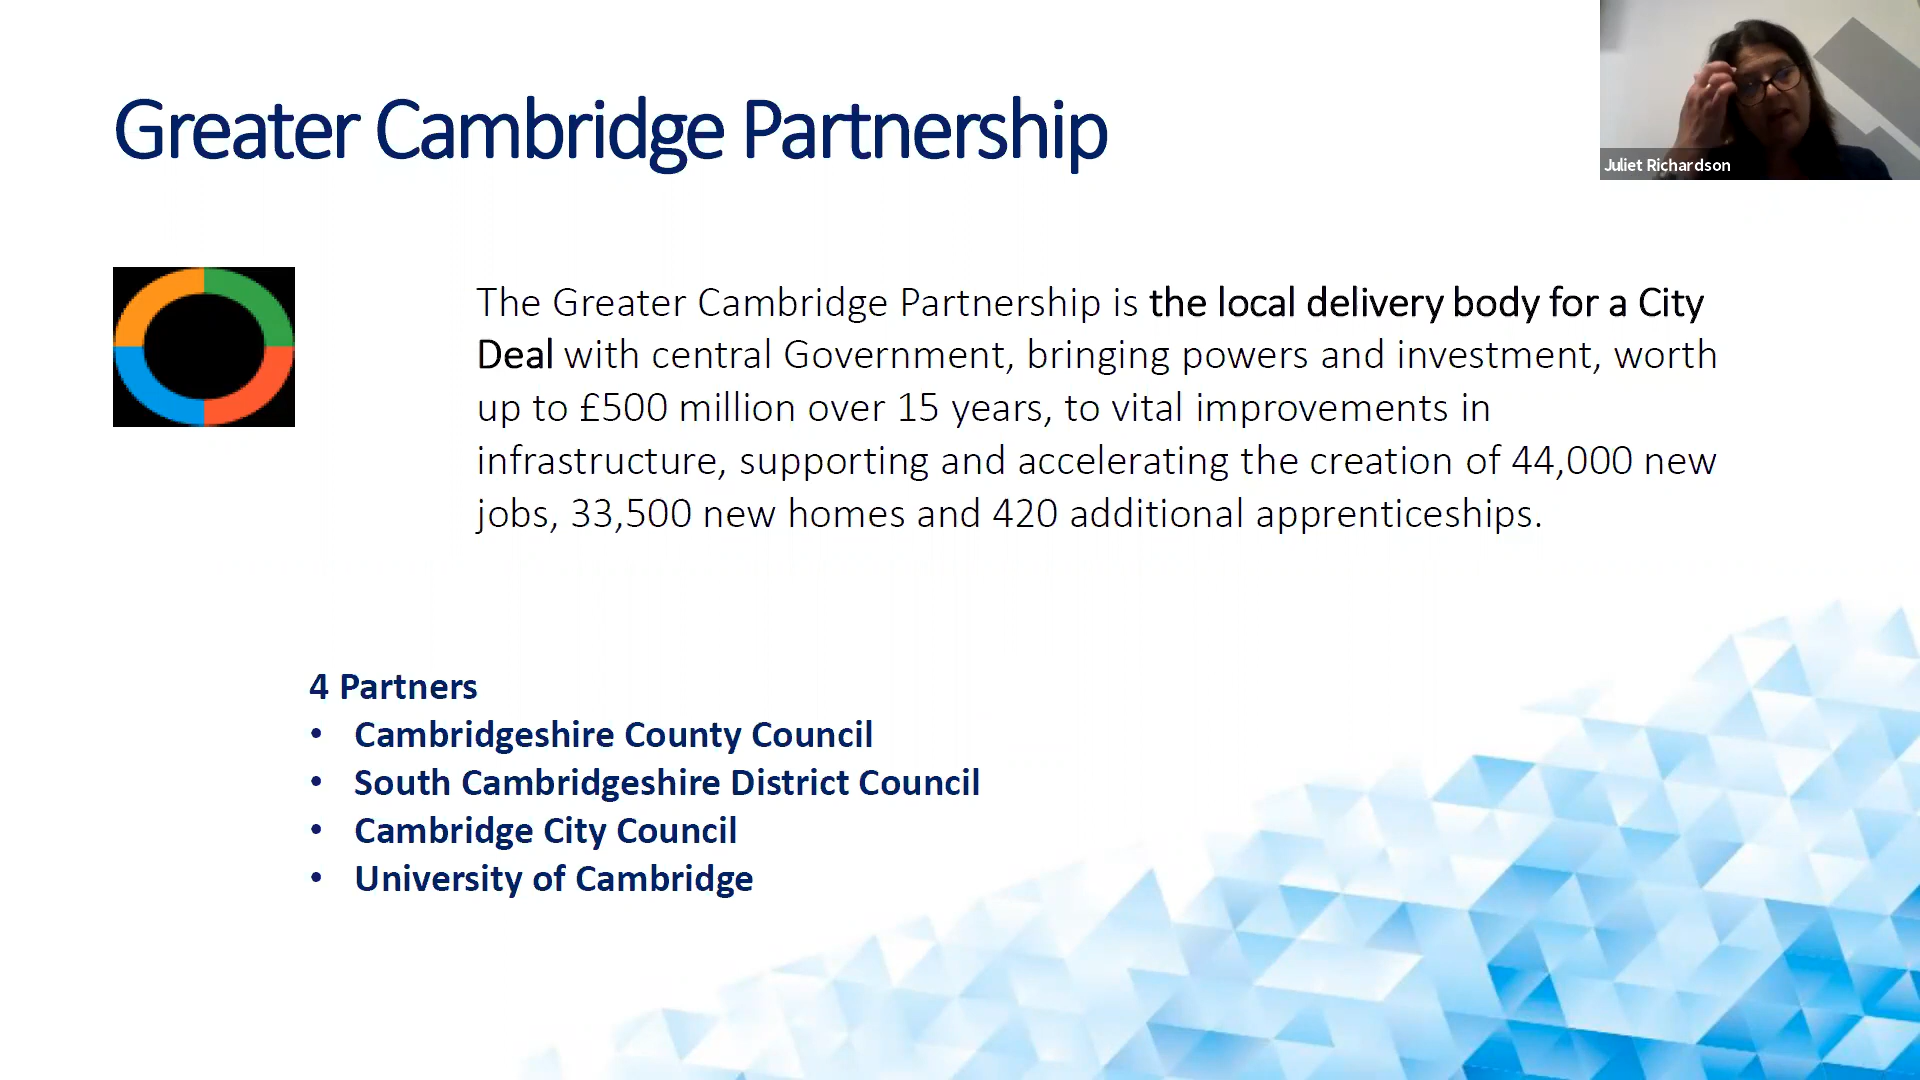 Greater Cambridge Partnership
Juliet Richardson
The Greater Cambridge Partnership is the local delivery body for a City
Deal with central Government, bringing powers and investment, worth
up to £500 million over 15 years, to vital improvements in
infrastructure, supporting and accelerating the creation of 44,000 new
jobs, 33,500 new homes and 420 additional apprenticeships.
4 Partners
• Cambridgeshire County Council
• South Cambridgeshire District Council
• Cambridge City Council
• University of Cambridge